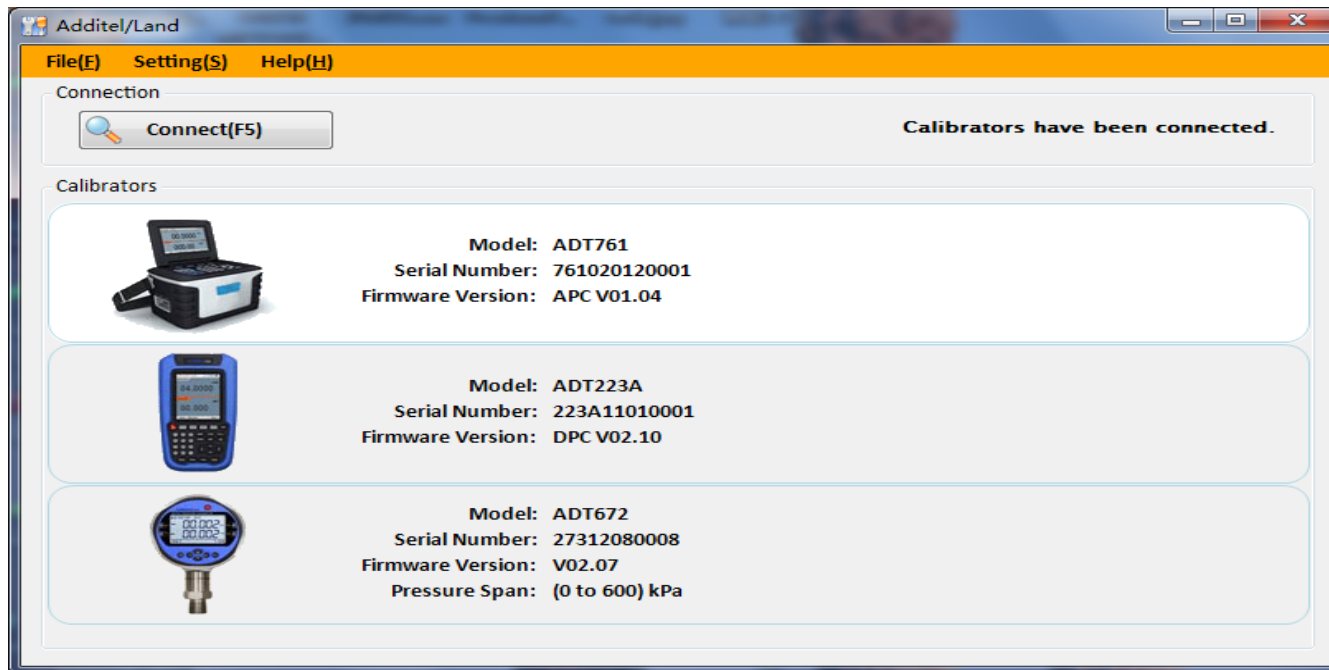 Additel/Land
File(F) Setting(S) Help(H)
Connection
Connect(F5)
Calibrators have been connected.
Calibrators
Model: ADT761
Serial Number: 761020120001
Firmware Version: APC V01.04
Model: ADT223A
Serial Number: 223A11010001
Firmware Version: DPC V02.10
Model: ADT672
Serial Number: 27312080008
Firmware Version: V02.07
Pressure Span: (0 to 600) kPa